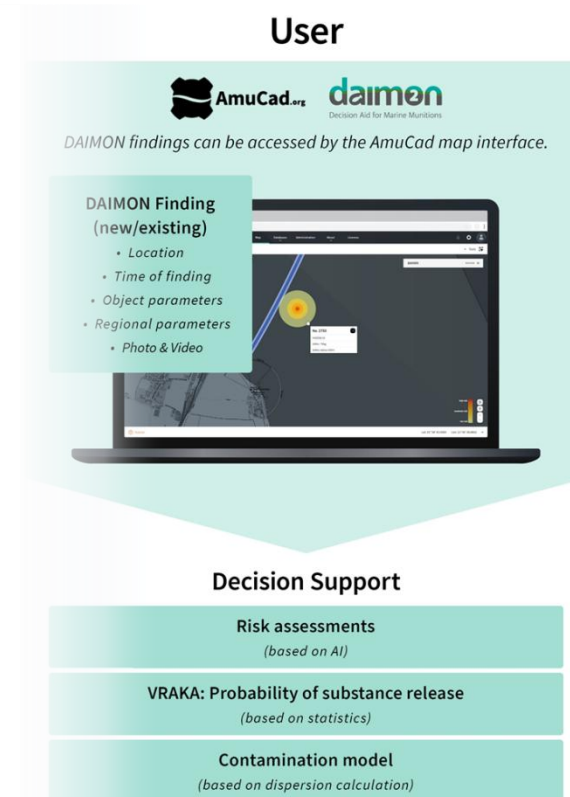 User
AmuCad.org
daimon 2
Decision Aid for Marine Munitions
DAIMON findings can be accessed by the AmuCad map interface.
DAIMON Finding
(new/existing)
• Location
• Time of finding
• Object parameters
• Regional parameters
• Photo & Video
Decision Support
Risk assessments
(based on AI)
VRAKA: Probability of substance release
(based on statistics)
Contamination model
(based on dispersion calculation)